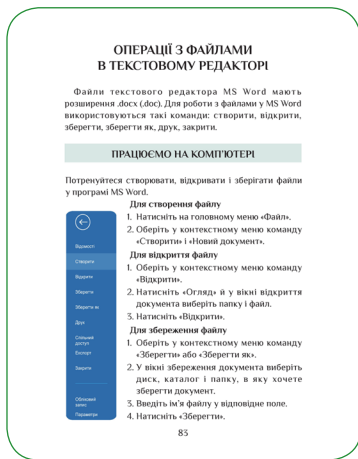 ОПЕРАЦІЇ З ФАЙЛАМИ
В ТЕКСТОВОМУ РЕДАКТОРІ
Файли текстового редактора MS Word мають
розширення .docx (.doc). Для роботи з файлами у MS Word
використовуються такі команди: створити, відкрити,
зберегти, зберегти як, друк, закрити.
ПРАЦЮЄМО НА КОМП'ЮТЕРІ
Потренуйтеся створювати, відкривати і зберігати файли
у програмі MS Word.
Відомості
Створити
Відкрити
Зберегти
Зберегти як
Друк
Спільний
доступ
Експорт
Закрити
Обліковий
запис
Параметри
Для створення файлу
1. Натисніть на головному меню «Файл».
2. Оберіть у контекстному меню команду
«Створити» і «Новий документ».
Для відкриття файлу
1. Оберіть у контекстному меню команду
«Відкрити».
2. Натисніть «Огляд» й у вікні відкриття
документа виберіть папку і файл.
3. Натисніть «Відкрити».
Для збереження файлу
1. Оберіть у контекстному меню команду
«Зберегти» або «Зберегти як».
2. У вікні збереження документа виберіть
диск, каталог і папку, в яку хочете
зберегти документ.
3. Введіть ім'я файлу у відповідне поле.
4. Натисніть «Зберегти».
83